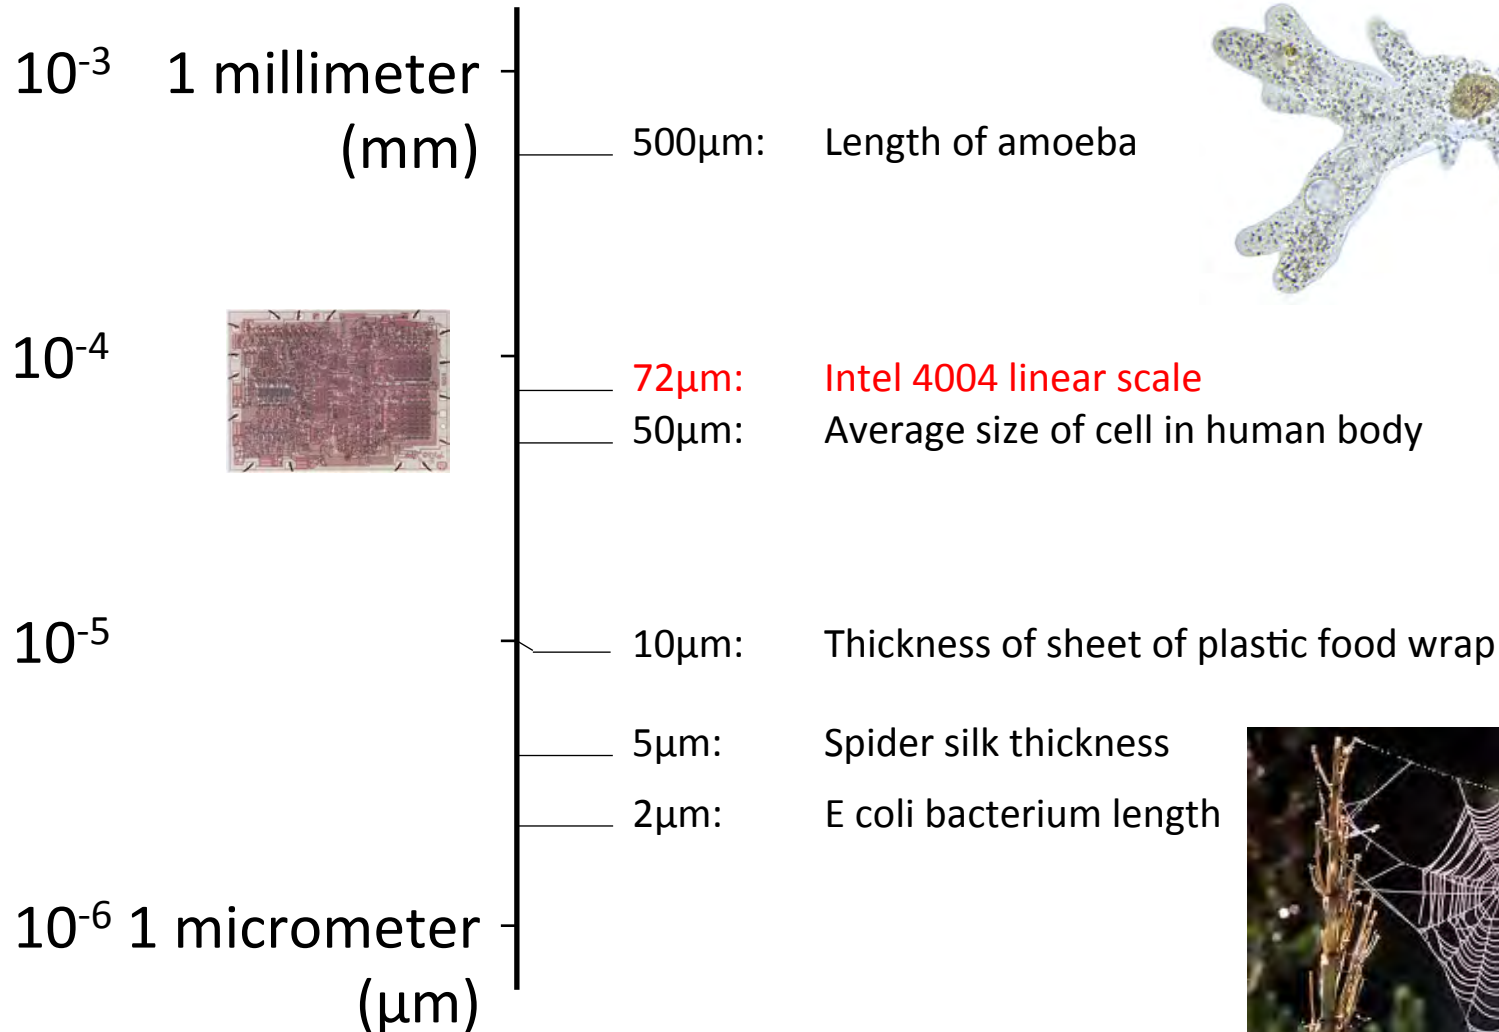 10⁻³ 1 millimeter
(mm)
500μm: Length of amoeba
10⁻⁴
72μm: Intel 4004 linear scale
50μm: Average size of cell in human body
10⁻⁵
10μm: Thickness of sheet of plastic food wrap
5μm: Spider silk thickness
2μm: E coli bacterium length
10⁻⁶ 1 micrometer
(μm)